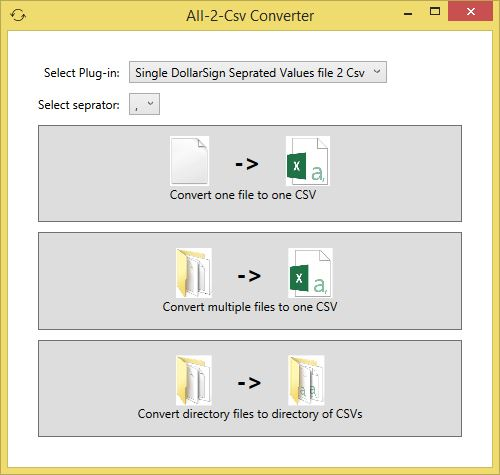 All-2-Csv Converter
Select Plug-in: Single DollarSign Seprated Values file 2 Csv
Select seprator: ,
->
X a,
Convert one file to one CSV
->
X a,
Convert multiple files to one CSV
->
Convert directory files to directory of CSVs